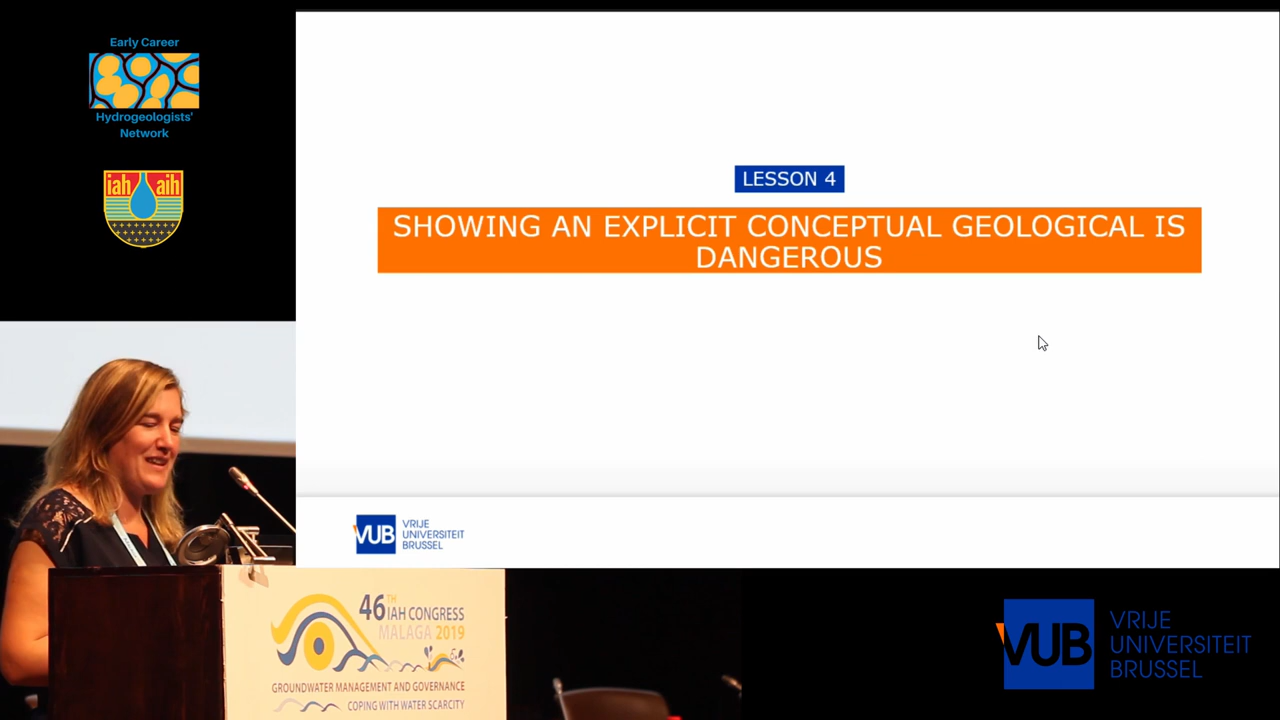 Early Career
Hydrogeologists'
Network
iah aih
LESSON 4
SHOWING AN EXPLICIT CONCEPTUAL GEOLOGICAL IS
DANGEROUS
VUB
VRIJE
UNIVERSITEIT
BRUSSEL
46TH
IAH CONGRESS
MALAGA 2019
GROUNDWATER MANAGEMENT AND GOVERNANCE
COPING WITH WATER SCARCITY
VUB
VRIJE
UNIVERSITEIT
BRUSSEL